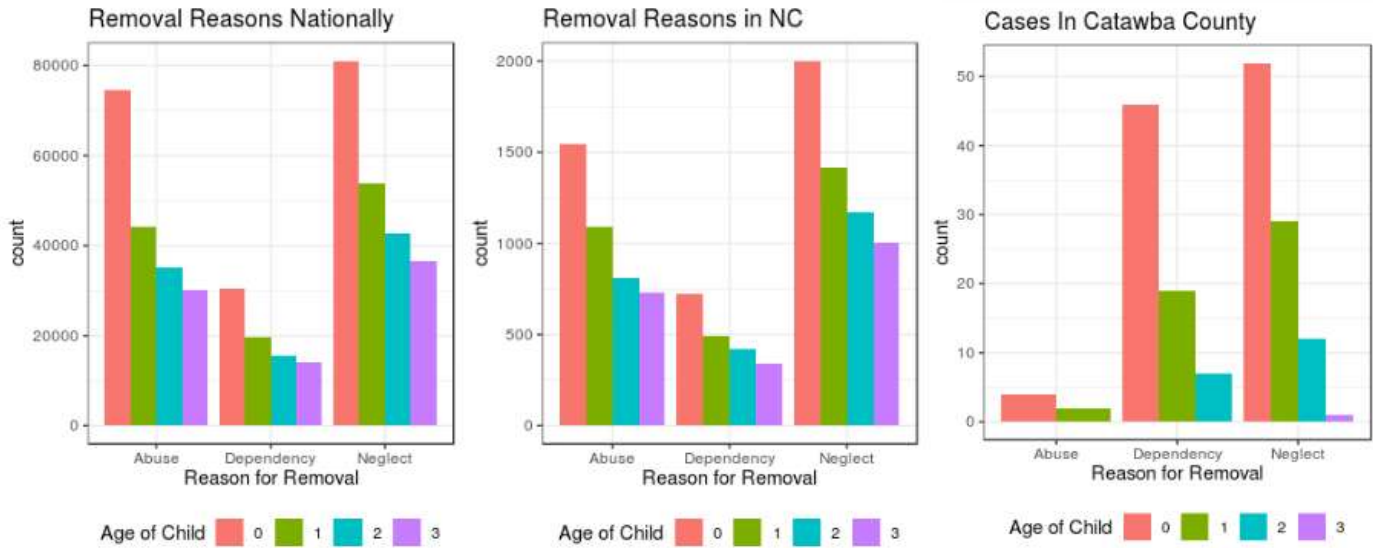 Removal Reasons Nationally
80000
60000
40000
20000
0
count
Abuse Dependency Neglect
Reason for Removal
Age of Child 0 1 2 3
Removal Reasons in NC
2000
1500
1000
500
0
count
Abuse Dependency Neglect
Reason for Removal
Age of Child 0 1 2 3
Cases In Catawba County
50
40
30
20
10
0
count
Abuse Dependency Neglect
Reason for Removal
Age of Child 0 1 2 3